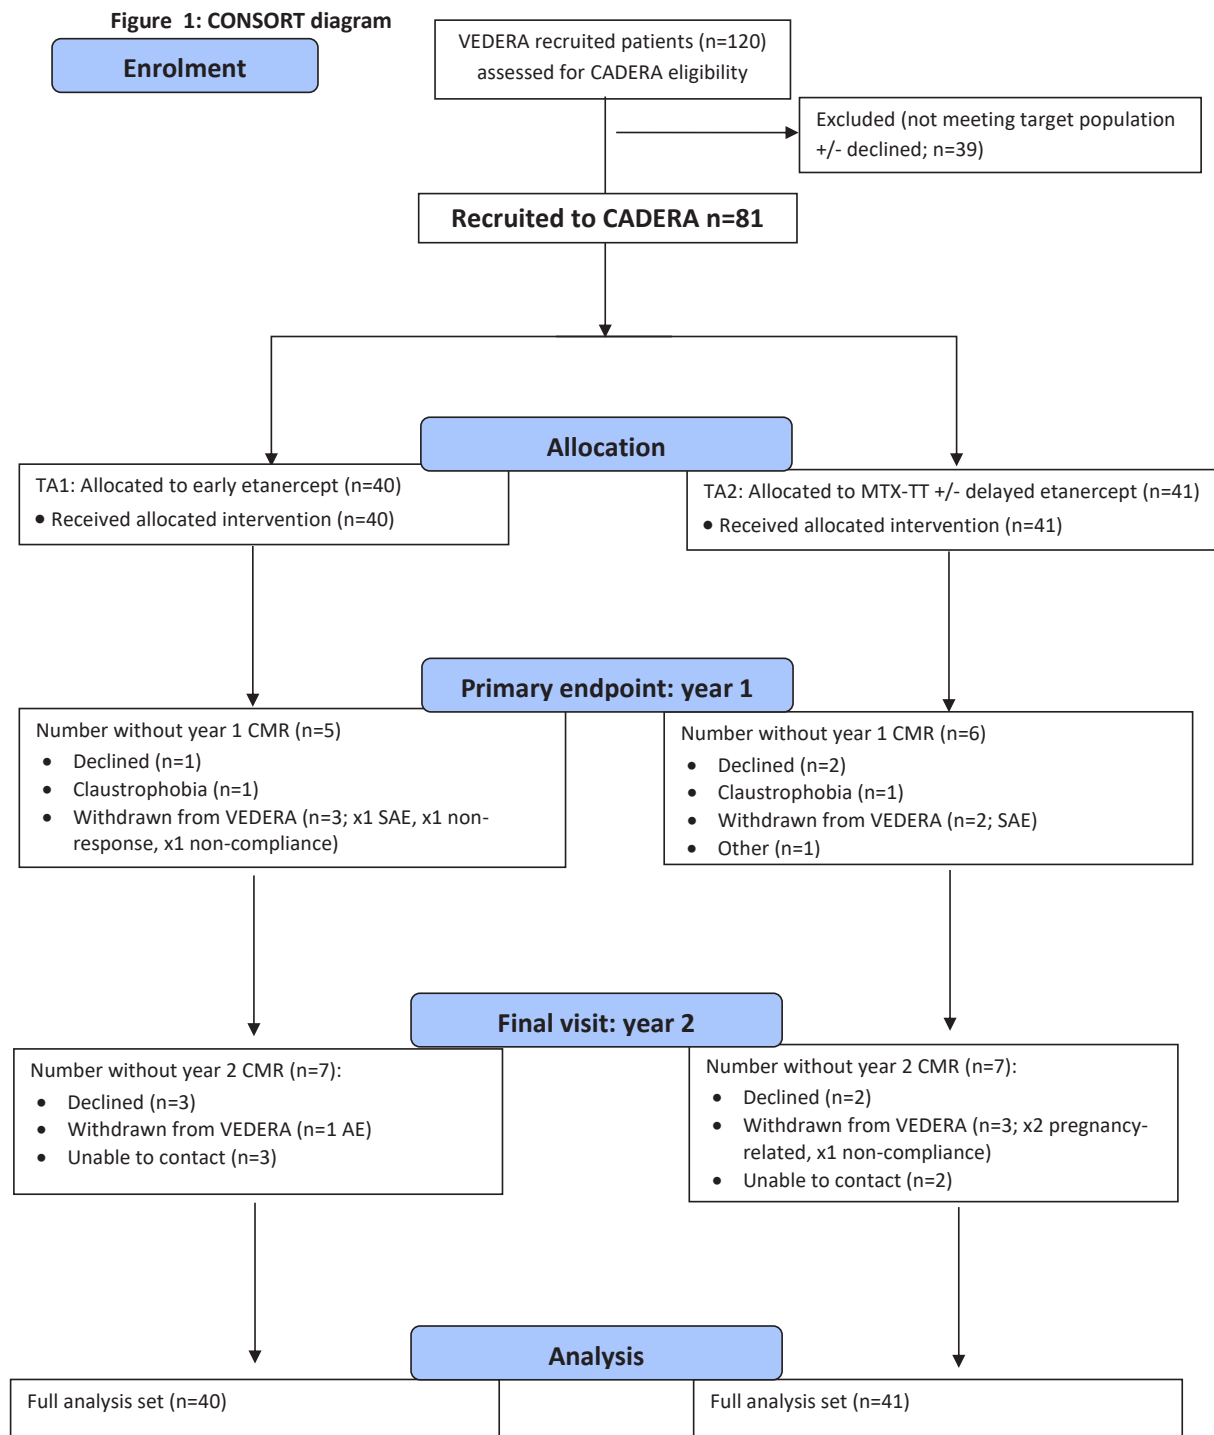 Figure 1: CONSORT diagram
Enrolment
VEDERA recruited patients (n=120)
assessed for CADERA eligibility
Excluded (not meeting target population
+/- declined; n=39)
Recruited to CADERA n=81
Allocation
TA1: Allocated to early etanercept (n=40)
• Received allocated intervention (n=40)
TA2: Allocated to MTX-TT +/- delayed etanercept (n=41)
• Received allocated intervention (n=41)
Primary endpoint: year 1
Number without year 1 CMR (n=5)
• Declined (n=1)
• Claustrophobia (n=1)
• Withdrawn from VEDERA (n=3; x1 SAE, x1 non-
response, x1 non-compliance)
Number without year 1 CMR (n=6)
• Declined (n=2)
• Claustrophobia (n=1)
• Withdrawn from VEDERA (n=2; SAE)
• Other (n=1)
Final visit: year 2
Number without year 2 CMR (n=7):
• Declined (n=3)
• Withdrawn from VEDERA (n=1 AE)
• Unable to contact (n=3)
Number without year 2 CMR (n=7):
• Declined (n=2)
• Withdrawn from VEDERA (n=3; x2 pregnancy-
related, x1 non-compliance)
• Unable to contact (n=2)
Analysis
Full analysis set (n=40)
Full analysis set (n=41)